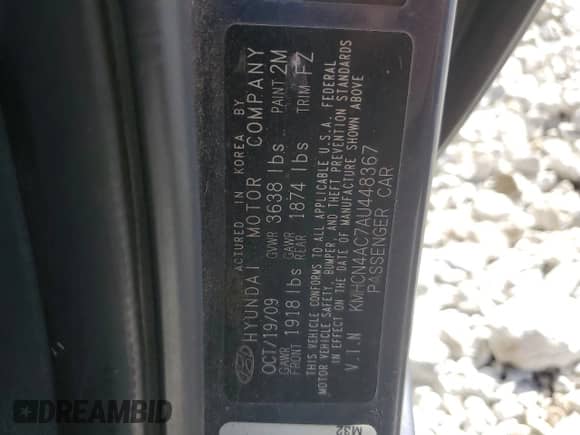 ACTURED IN KOREA BY
HYUNDAI MOTOR COMPANY
OCT/19/09 GVWR 3638 lbs PAINT 2M
GAWR FRONT 1918 lbs GAWR REAR 1874 lbs TRIM FZ
THIS VEHICLE CONFORMS TO ALL APPLICABLE U.S.A. FEDERAL
MOTOR VEHICLE SAFETY, BUMPER, AND THEFT PREVENTION STANDARDS
IN EFFECT ON THE DATE OF MANUFACTURE SHOWN ABOVE
V.I.N KMHCN4AC7AU448367
PASSENGER CAR
M32
DREAMBID